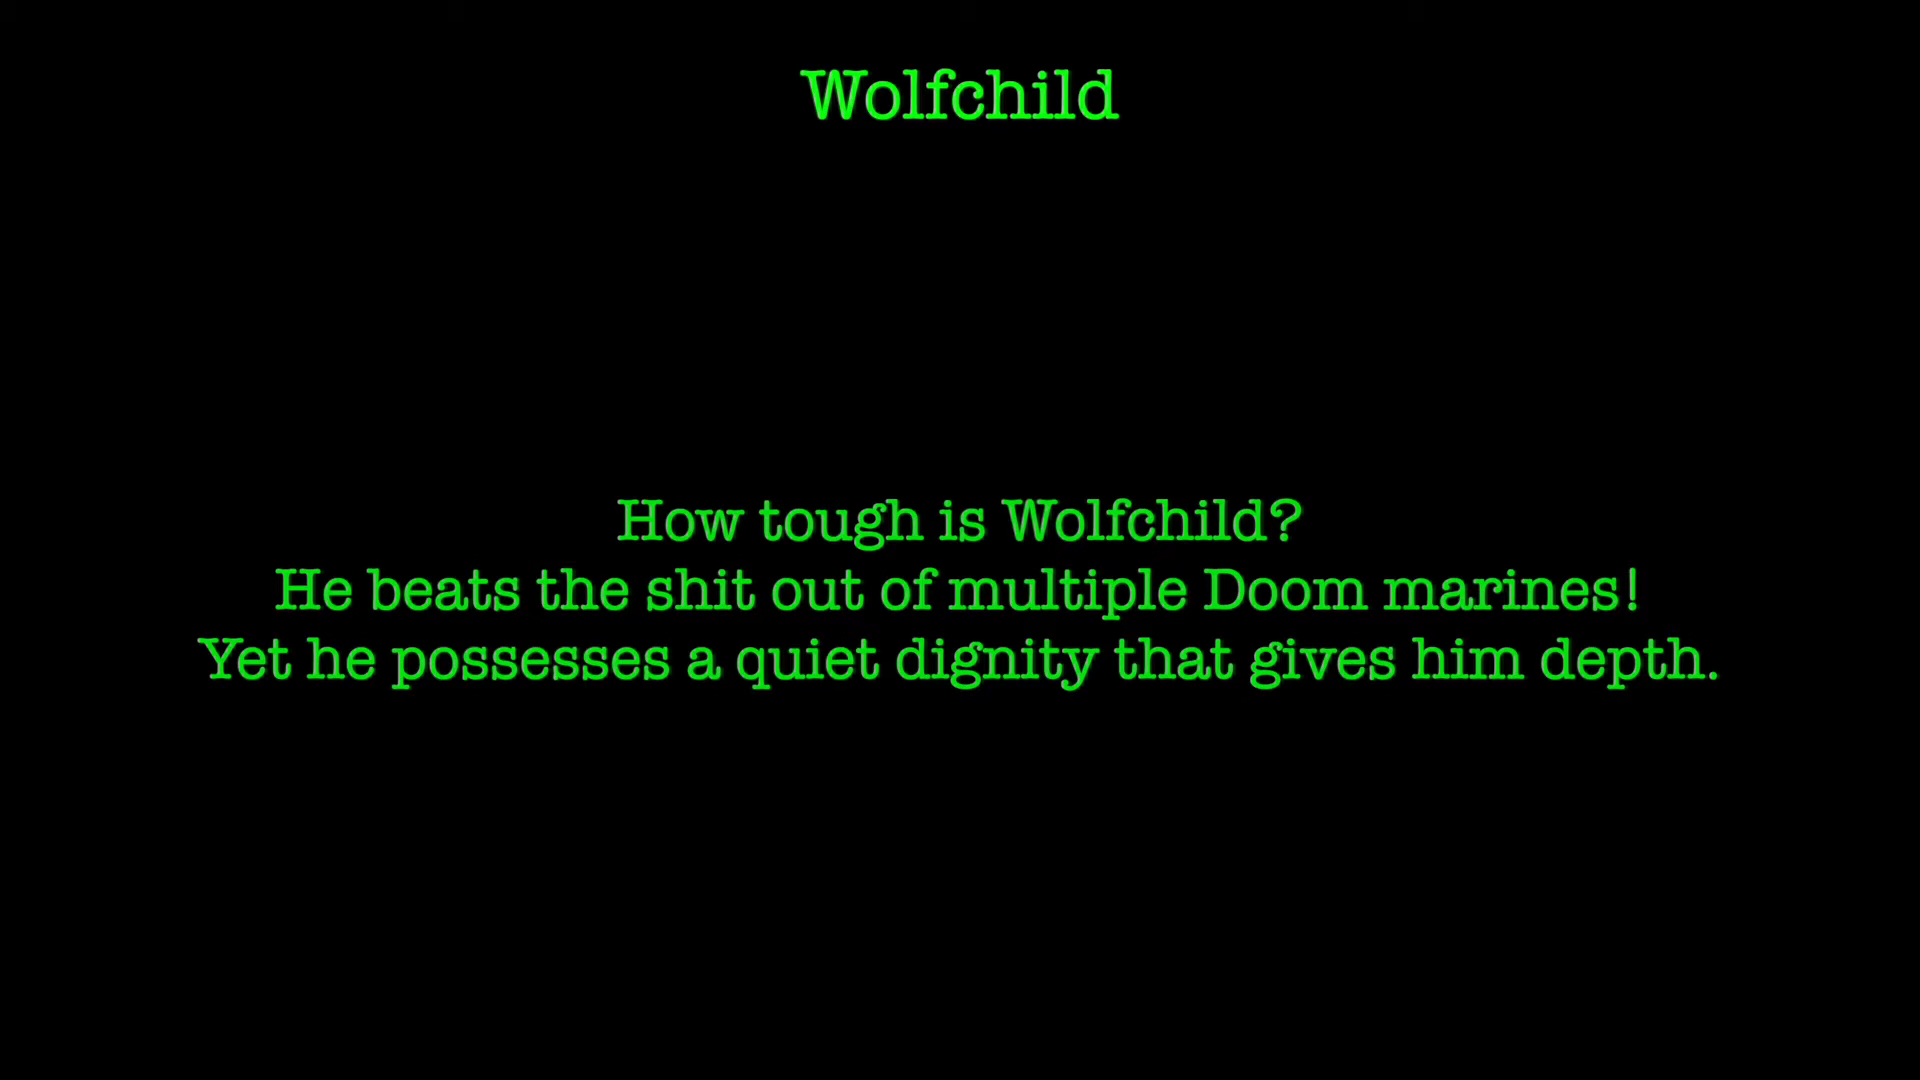 Wolfchild
How tough is Wolfchild?
He beats the shit out of multiple Doom marines!
Yet he possesses a quiet dignity that gives him depth.